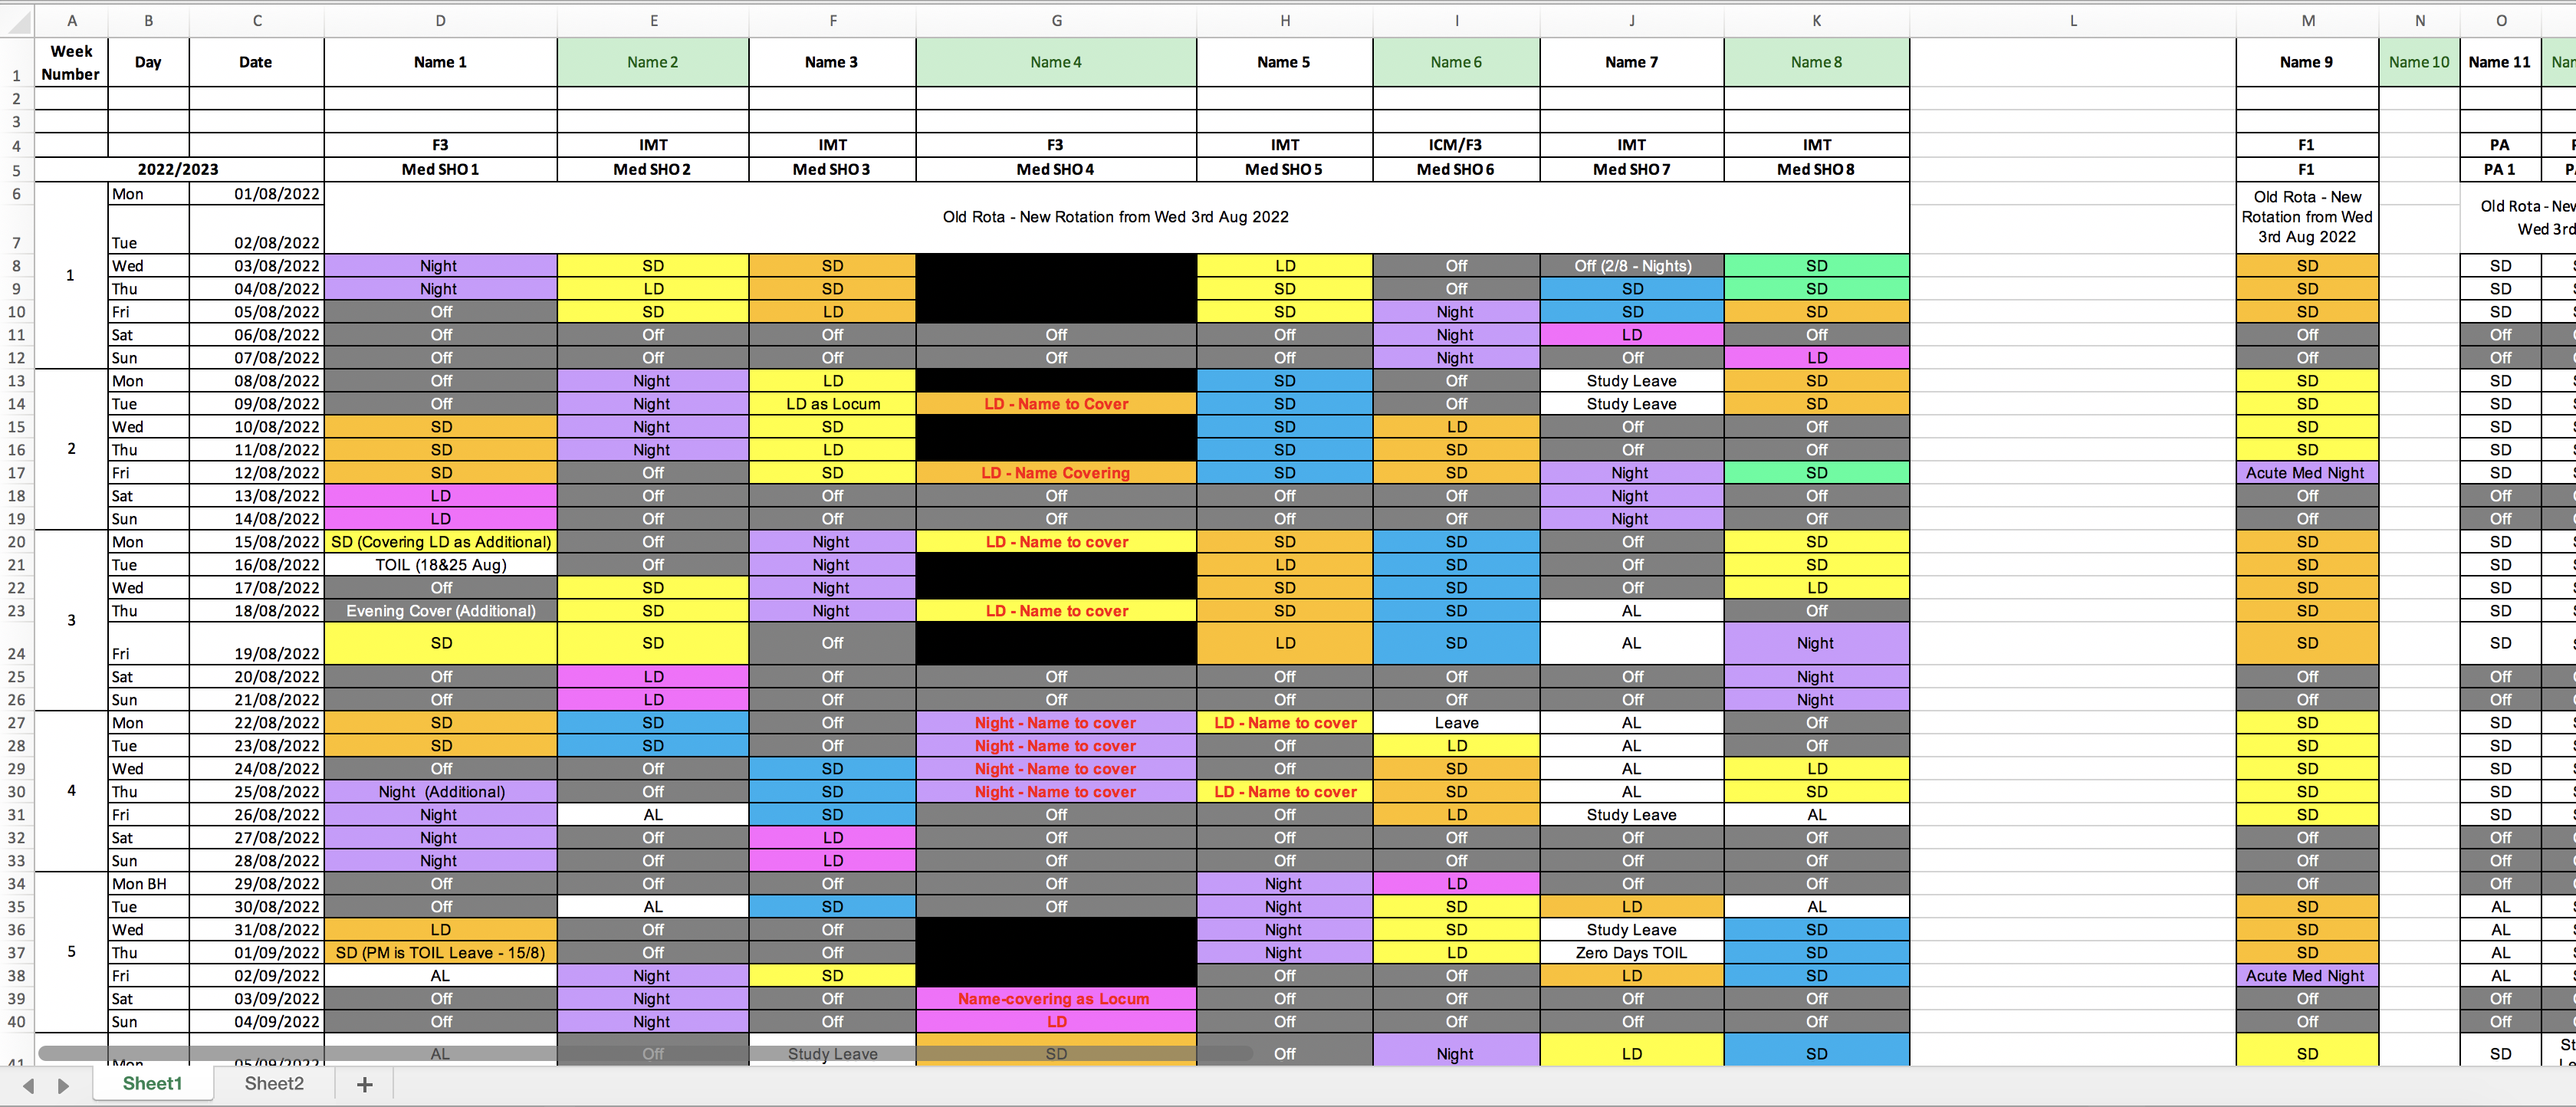 A B C D E F G H I J K L M N O
1 Week Number Day Date Name 1 Name 2 Name 3 Name 4 Name 5 Name 6 Name 7 Name 8 Name 9 Name 10 Name 11
2
3
4 F3 IMT IMT F3 IMT ICM/F3 IMT IMT F1 PA
5 2022/2023 Med SHO 1 Med SHO 2 Med SHO 3 Med SHO 4 Med SHO 5 Med SHO 6 Med SHO 7 Med SHO 8 F1 PA 1
6 Mon 01/08/2022 Old Rota - New Rotation from Wed 3rd Aug 2022 Old Rota - New Rotation from Wed 3rd Aug 2022 Old Rota - New Wed 3rd
7 Tue 02/08/2022
8 1 Wed 03/08/2022 Night SD SD LD Off Off (2/8 - Nights) SD SD SD
9 Thu 04/08/2022 Night LD SD SD Off SD SD SD SD
10 Fri 05/08/2022 Off SD LD SD Night SD SD SD SD
11 Sat 06/08/2022 Off Off Off Off Off Night LD Off Off Off
12 Sun 07/08/2022 Off Off Off Off Off Night Off LD Off Off
13 Mon 08/08/2022 Off Night LD SD Off Study Leave SD SD SD
14 Tue 09/08/2022 Off Night LD as Locum LD - Name to Cover SD Off Study Leave SD SD SD
15 Wed 10/08/2022 SD Night SD SD LD Off Off SD SD
16 2 Thu 11/08/2022 SD Night LD SD SD Off Off SD SD
17 Fri 12/08/2022 SD Off SD LD - Name Covering SD SD Night SD Acute Med Night SD
18 Sat 13/08/2022 LD Off Off Off Off Off Night Off Off Off
19 Sun 14/08/2022 LD Off Off Off Off Off Night Off Off Off
20 Mon 15/08/2022 SD (Covering LD as Additional) Off Night LD - Name to cover SD SD Off SD SD SD
21 Tue 16/08/2022 TOIL (18&25 Aug) Off Night LD SD Off SD SD SD
22 Wed 17/08/2022 Off SD Night SD SD Off LD SD SD
23 3 Thu 18/08/2022 Evening Cover (Additional) SD Night LD - Name to cover SD SD AL Off SD SD
24 Fri 19/08/2022 SD SD Off LD SD AL Night SD SD
25 Sat 20/08/2022 Off LD Off Off Off Off Off Night Off Off
26 Sun 21/08/2022 Off LD Off Off Off Off Off Night Off Off
27 Mon 22/08/2022 SD SD Off Night - Name to cover LD - Name to cover Leave AL Off SD SD
28 Tue 23/08/2022 SD SD Off Night - Name to cover Off LD AL Off SD SD
29 Wed 24/08/2022 Off Off SD Night - Name to cover Off SD AL LD SD SD
30 4 Thu 25/08/2022 Night (Additional) Off SD Night - Name to cover LD - Name to cover SD AL SD SD SD
31 Fri 26/08/2022 Night AL SD Off Off LD Study Leave AL SD SD
32 Sat 27/08/2022 Night Off LD Off Off Off Off Off Off Off
33 Sun 28/08/2022 Night Off LD Off Off Off Off Off Off Off
34 Mon BH 29/08/2022 Off Off Off Off Night LD Off Off Off Off
35 Tue 30/08/2022 Off AL SD Off Night SD LD AL SD AL
36 Wed 31/08/2022 LD Off Off Night SD Study Leave SD SD AL
37 5 Thu 01/09/2022 SD (PM is TOIL Leave - 15/8) Off Off Night LD Zero Days TOIL SD SD AL
38 Fri 02/09/2022 AL Night SD Off Off LD SD Acute Med Night AL
39 Sat 03/09/2022 Off Night Off Name-covering as Locum Off Off Off Off Off Off
40 Sun 04/09/2022 Off Night Off LD Off Off Off Off Off Off
41 Mon 05/09/2022 AL Off Study Leave SD Off Night LD SD SD SD
Sheet1 Sheet2 +